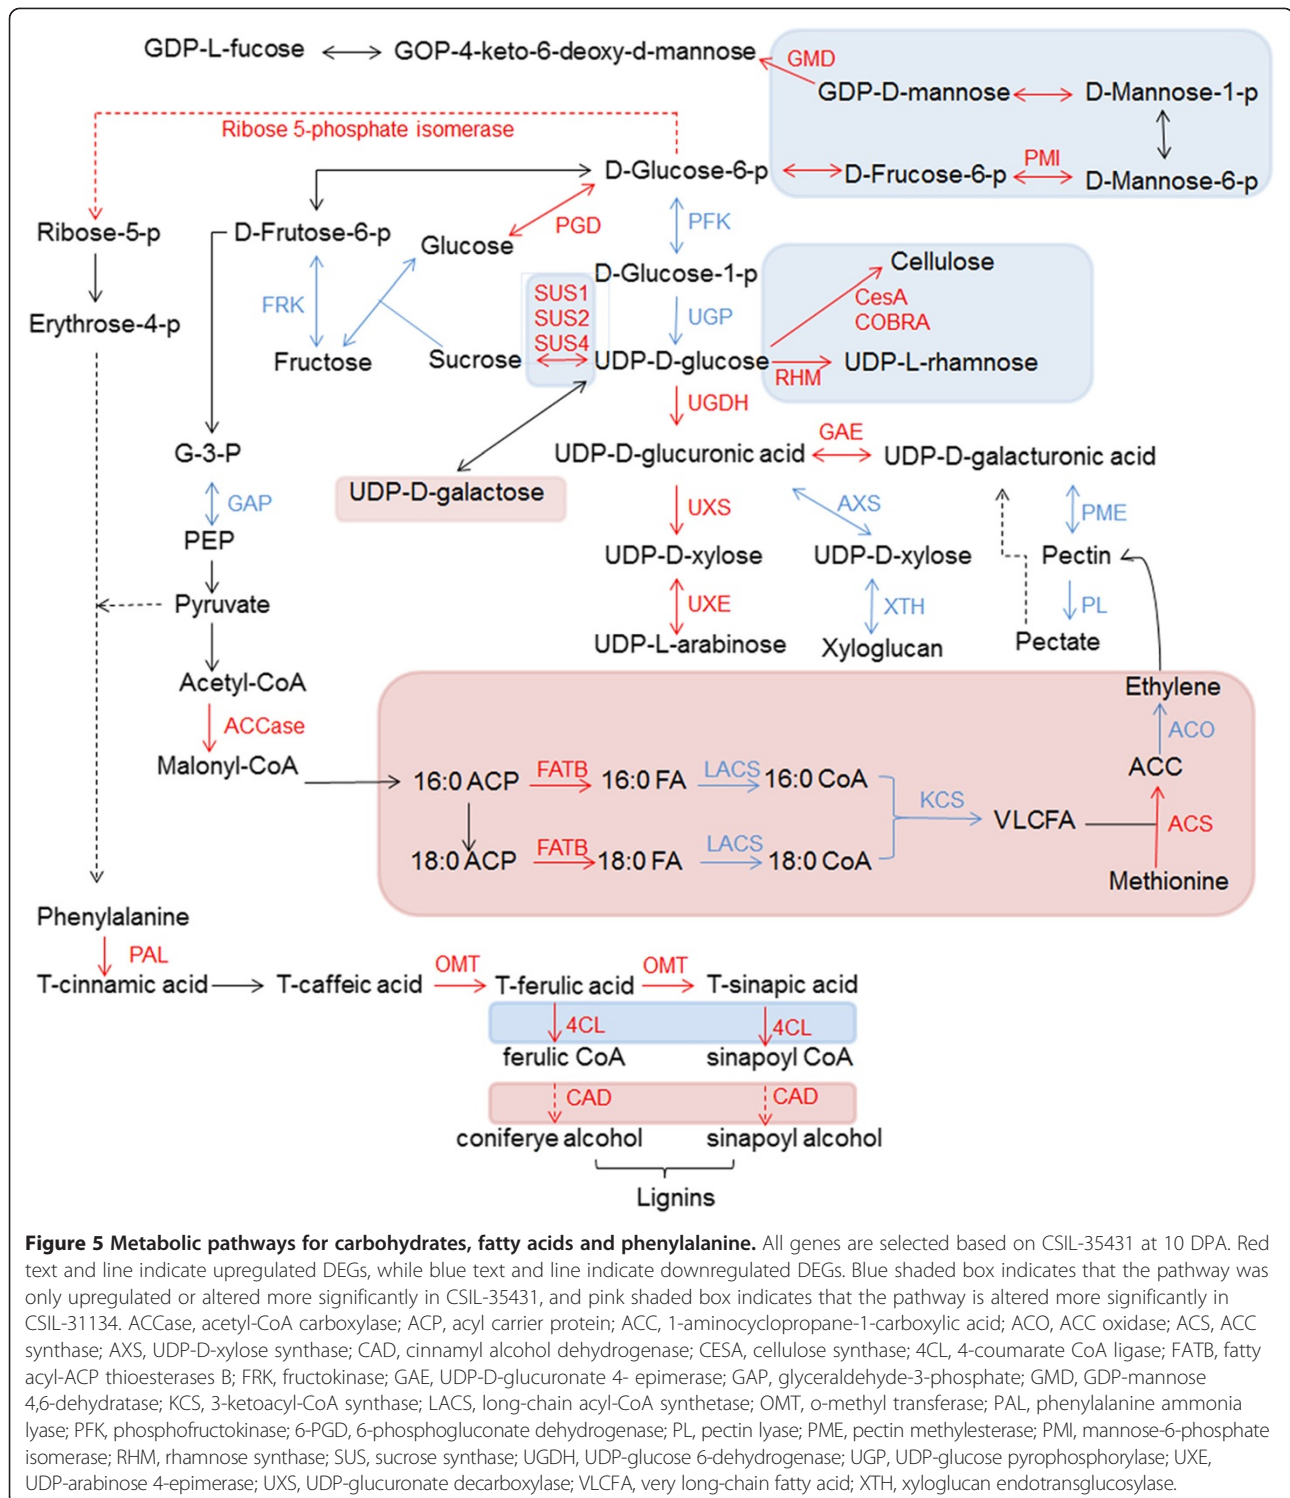 GDP-L-fucose GOP-4-keto-6-deoxy-d-mannose GMD
GDP-D-mannose D-Mannose-1-p
Ribose 5-phosphate isomerase
D-Glucose-6-p D-Frucose-6-p PMI D-Mannose-6-p
Ribose-5-p D-Frutose-6-p Glucose PGD PFK
D-Glucose-1-p Cellulose
SUS1 CesA
Erythrose-4-p FRK SUS2 UGP COBRA
SUS4
Fructose Sucrose UDP-D-glucose RHM UDP-L-rhamnose
UGDH
G-3-P UDP-D-glucuronic acid GAE UDP-D-galacturonic acid
UDP-D-galactose
GAP UXS AXS PME
PEP UDP-D-xylose UDP-D-xylose Pectin
Pyruvate UXE XTH PL
UDP-L-arabinose Xyloglucan Pectate
Acetyl-CoA Ethylene
ACCase ACO
Malonyl-CoA 16:0 ACP FATB 16:0 FA LACS 16:0 CoA ACC
KCS VLCFA ACS
18:0 ACP FATB 18:0 FA LACS 18:0 CoA
Methionine
Phenylalanine
PAL
T-cinnamic acid T-caffeic acid OMT T-ferulic acid OMT T-sinapic acid
4CL 4CL
ferulic CoA sinapoyl CoA
CAD CAD
coniferye alcohol sinapoyl alcohol
Lignins
Figure 5 Metabolic pathways for carbohydrates, fatty acids and phenylalanine. All genes are selected based on CSIL-35431 at 10 DPA. Red
text and line indicate upregulated DEGs, while blue text and line indicate downregulated DEGs. Blue shaded box indicates that the pathway was
only upregulated or altered more significantly in CSIL-35431, and pink shaded box indicates that the pathway is altered more significantly in
CSIL-31134. ACCase, acetyl-CoA carboxylase; ACP, acyl carrier protein; ACC, 1-aminocyclopropane-1-carboxylic acid; ACO, ACC oxidase; ACS, ACC
synthase; AXS, UDP-D-xylose synthase; CAD, cinnamyl alcohol dehydrogenase; CESA, cellulose synthase; 4CL, 4-coumarate CoA ligase; FATB, fatty
acyl-ACP thioesterases B; FRK, fructokinase; GAE, UDP-D-glucuronate 4- epimerase; GAP, glyceraldehyde-3-phosphate; GMD, GDP-mannose
4,6-dehydratase; KCS, 3-ketoacyl-CoA synthase; LACS, long-chain acyl-CoA synthetase; OMT, o-methyl transferase; PAL, phenylalanine ammonia
lyase; PFK, phosphofructokinase; 6-PGD, 6-phosphogluconate dehydrogenase; PL, pectin lyase; PME, pectin methylesterase; PMI, mannose-6-phosphate
isomerase; RHM, rhamnose synthase; SUS, sucrose synthase; UGDH, UDP-glucose 6-dehydrogenase; UGP, UDP-glucose pyrophosphorylase; UXE,
UDP-arabinose 4-epimerase; UXS, UDP-glucuronate decarboxylase; VLCFA, very long-chain fatty acid; XTH, xyloglucan endotransglucosylase.